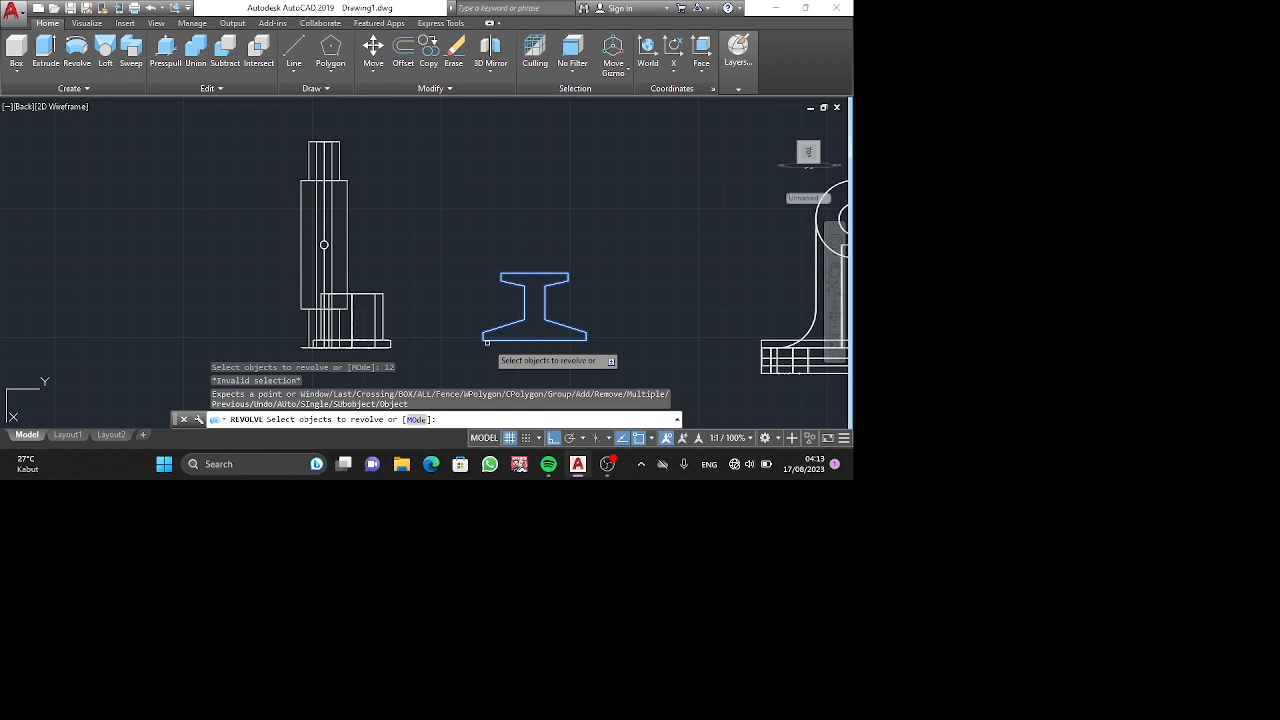 Autodesk AutoCAD 2019 Drawing1.dwg
Type a keyword or phrase
Sign In
Home Visualize Insert View Manage Output Add-ins Collaborate Featured Apps Express Tools
Box Extrude Revolve Loft Sweep Presspull Union Subtract Intersect Line Polygon Move Offset Copy Erase 3D Mirror Culling No Filter Move Gizmo World X Face Layers...
Create Edit Draw Modify Selection Coordinates
[−][Back][2D Wireframe]
TOP
Unnamed
Select objects to revolve or
Select objects to revolve or [MOde]: 12
*Invalid selection*
Expects a point or Window/Last/Crossing/BOX/ALL/Fence/WPolygon/CPolygon/Group/Add/Remove/Multiple/
Previous/Undo/AUto/SIngle/SUbobject/Object
REVOLVE Select objects to revolve or [MOde]:
Y
X
Model Layout1 Layout2 +
MODEL 1:1 / 100%
27°C
Kabut
Search
ENG
04:13
17/08/2023
1